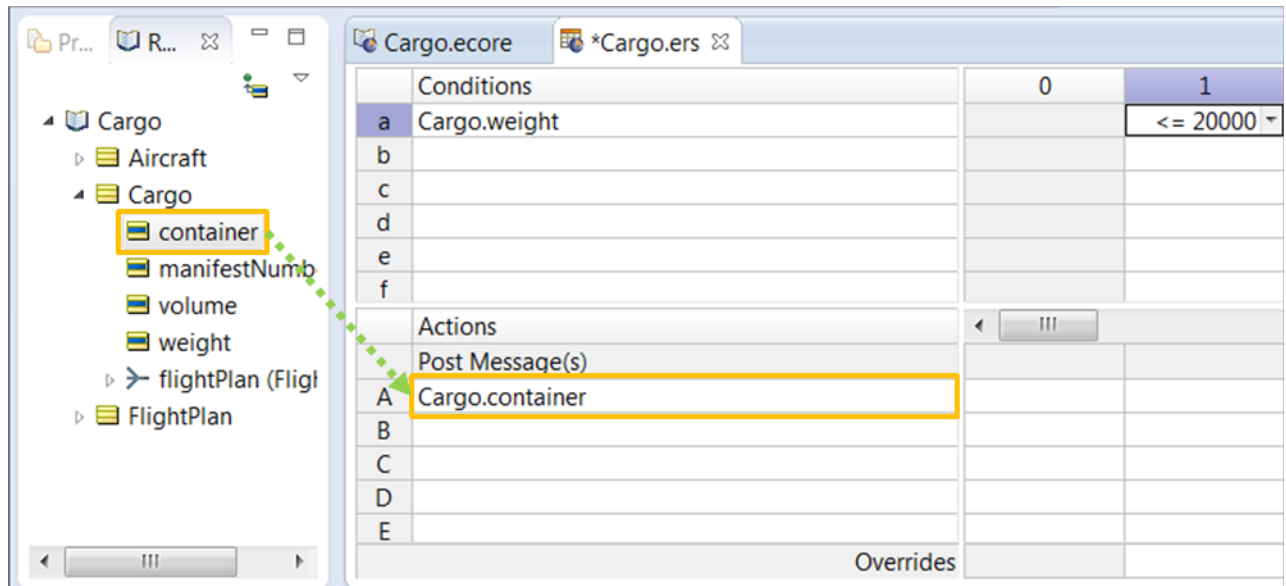 Pr... R... Cargo.ecore *Cargo.ers
Cargo
Aircraft
Cargo
container
manifestNumb
volume
weight
flightPlan (Fligh
FlightPlan
Conditions 0 1
a Cargo.weight <= 20000
b
c
d
e
f
Actions
Post Message(s)
A Cargo.container
B
C
D
E
Overrides